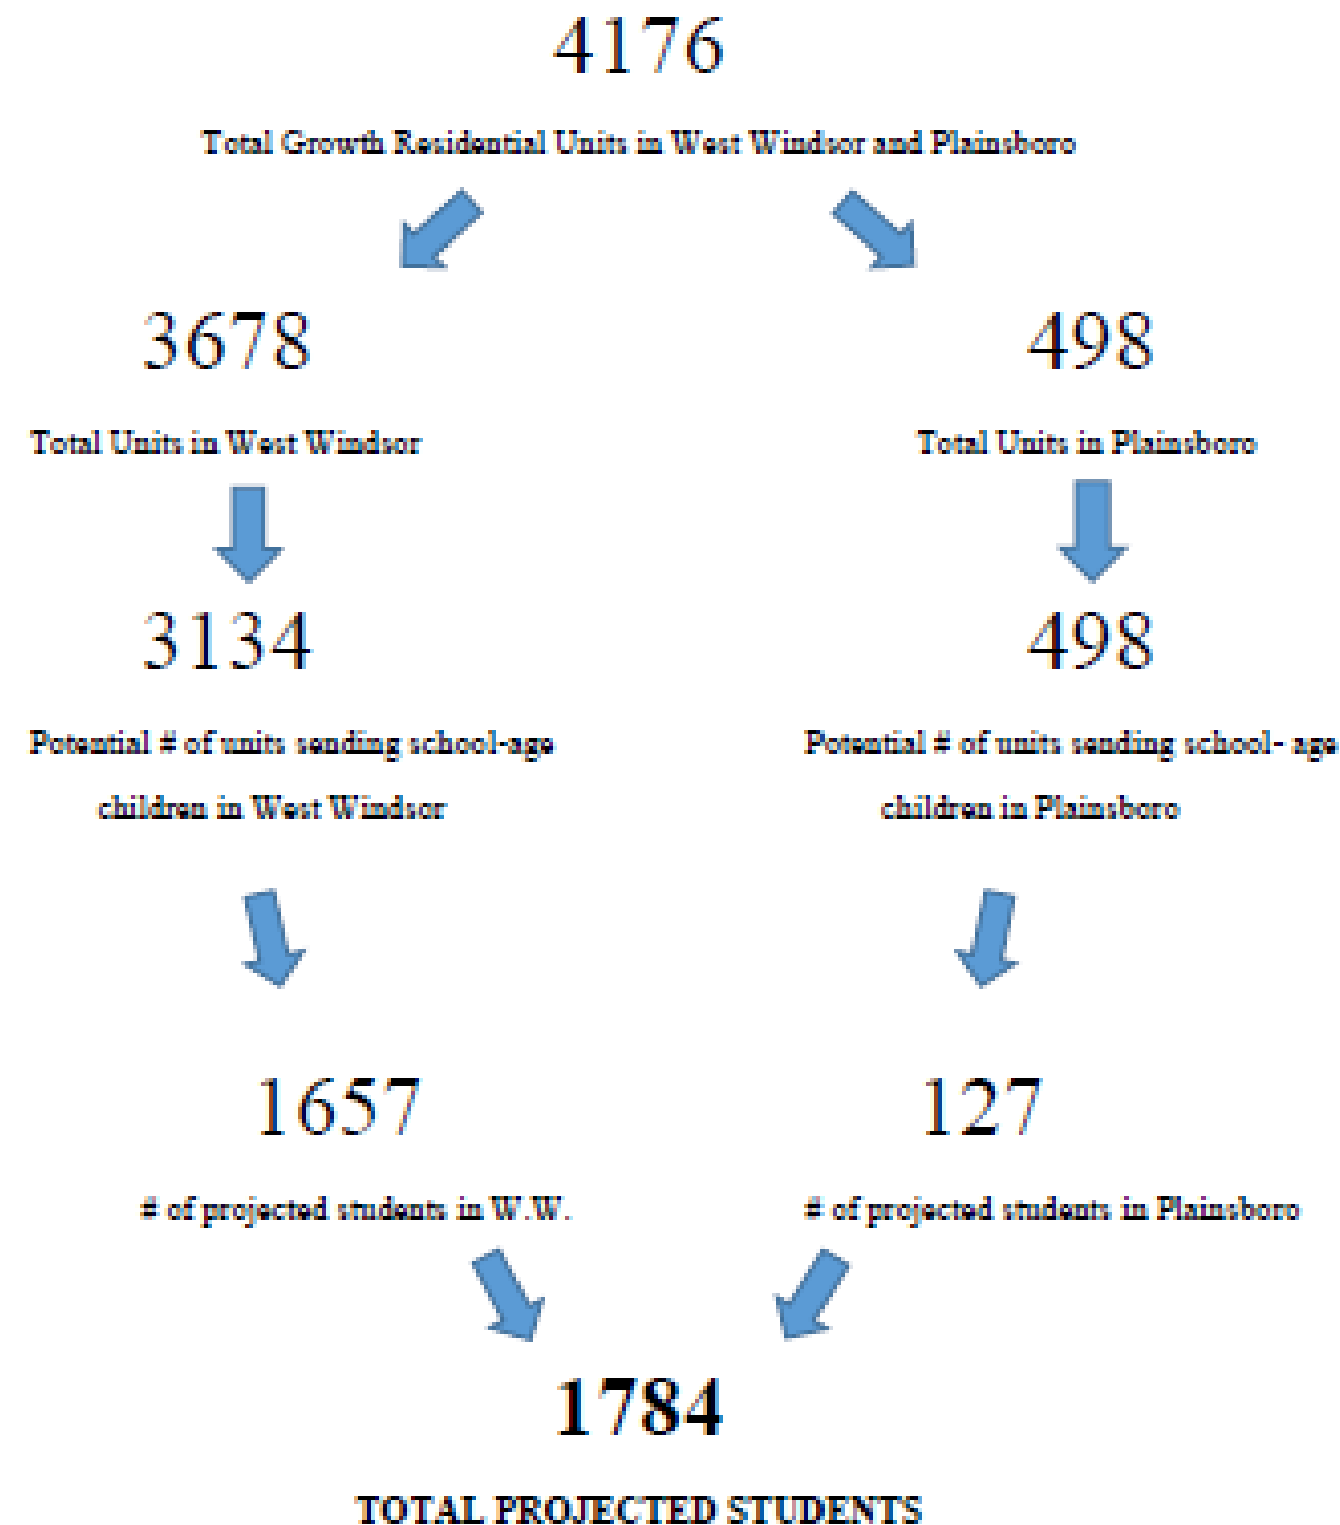 4176
Total Growth Residential Units in West Windsor and Plainsboro
3678
498
Total Units in West Windsor
Total Units in Plainsboro
3134
498
Potential # of units sending school-age
children in West Windsor
Potential # of units sending school- age
children in Plainsboro
1657
127
# of projected students in W.W.
# of projected students in Plainsboro
1784
TOTAL PROJECTED STUDENTS